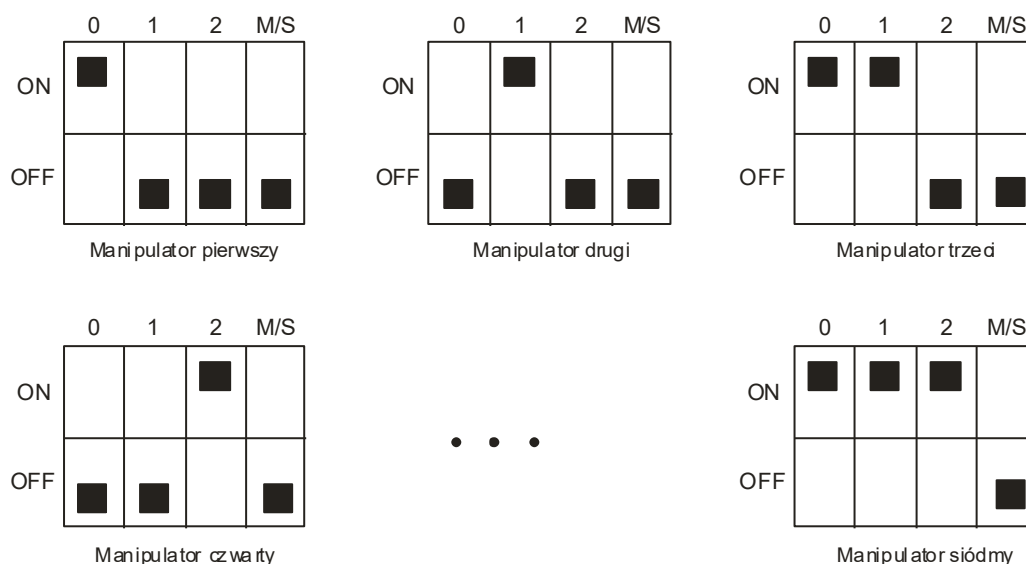 0 1 2 M/S
ON
OFF
Manipulator pierwszy
0 1 2 M/S
ON
OFF
Manipulator drugi
0 1 2 M/S
ON
OFF
Manipulator trzeci
0 1 2 M/S
ON
OFF
Manipulator czwarty
0 1 2 M/S
ON
OFF
Manipulator siódmy